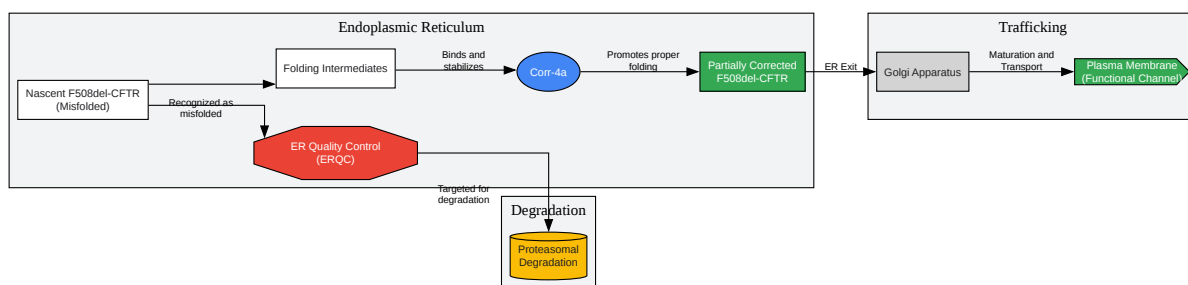 Endoplasmic Reticulum
Trafficking
Nascent F508del-CFTR
(Misfolded)
Recognized as
misfolded
Folding Intermediates
Binds and
stabilizes
Corr-4a
Promotes proper
folding
Partially Corrected
F508del-CFTR
ER Exit
Golgi Apparatus
Maturation and
Transport
Plasma Membrane
(Functional Channel)
ER Quality Control
(ERQC)
Targeted for
degradation
Degradation
Proteasomal
Degradation